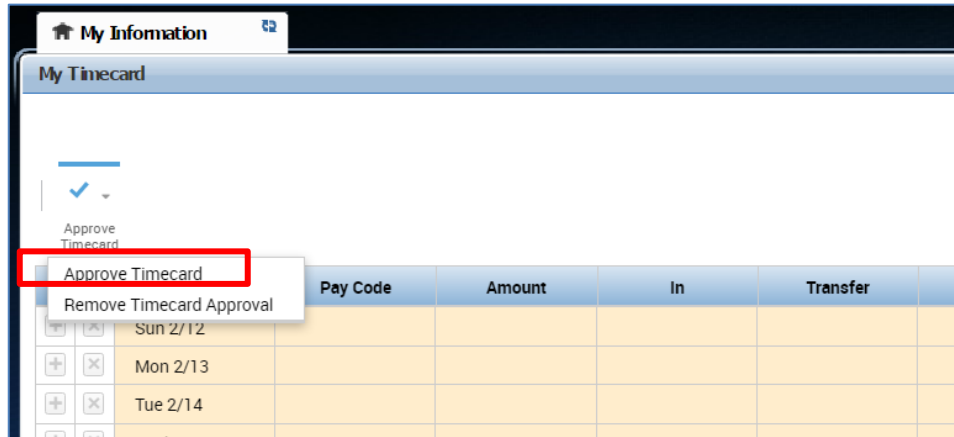 My Information
My Timecard
Approve
Timecard
Approve Timecard
Remove Timecard Approval
Pay Code Amount In Transfer
Sun 2/12
Mon 2/13
Tue 2/14